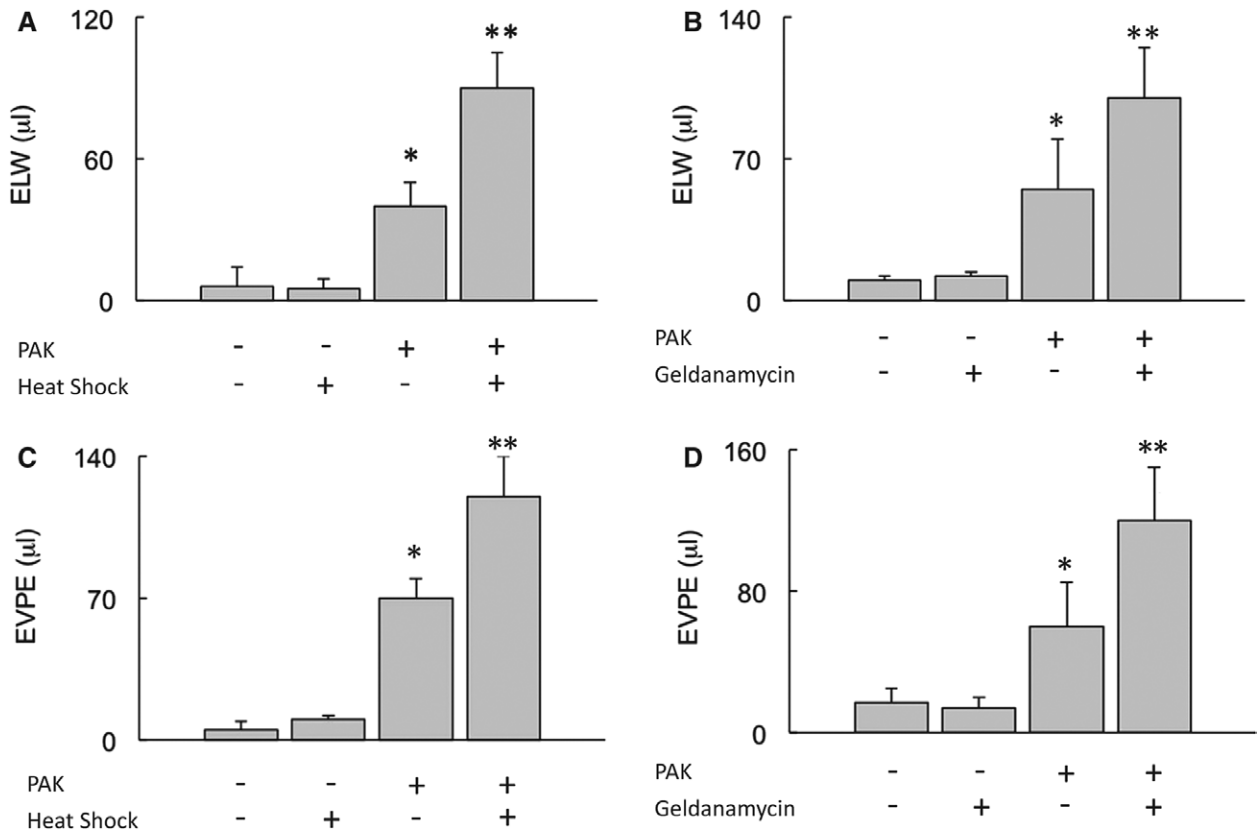 A
120
**
*
ELW (µl)
60
0
PAK - - + +
Heat Shock - + - +
B
140
**
*
ELW (µl)
70
0
PAK - - + +
Geldanamycin - + - +
C
140
**
*
EVPE (µl)
70
0
PAK - - + +
Heat Shock - + - +
D
160
**
*
EVPE (µl)
80
0
PAK - - + +
Geldanamycin - + - +